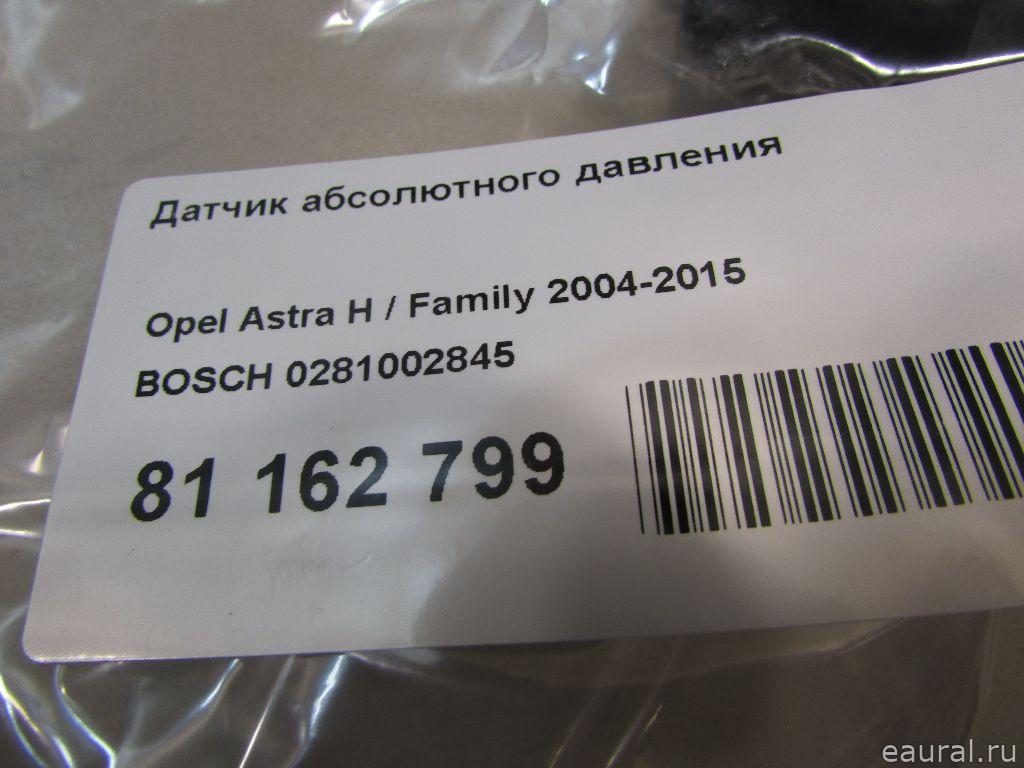 Датчик абсолютного давления
Opel Astra H / Family 2004-2015
BOSCH 0281002845
81 162 799
eaural.ru